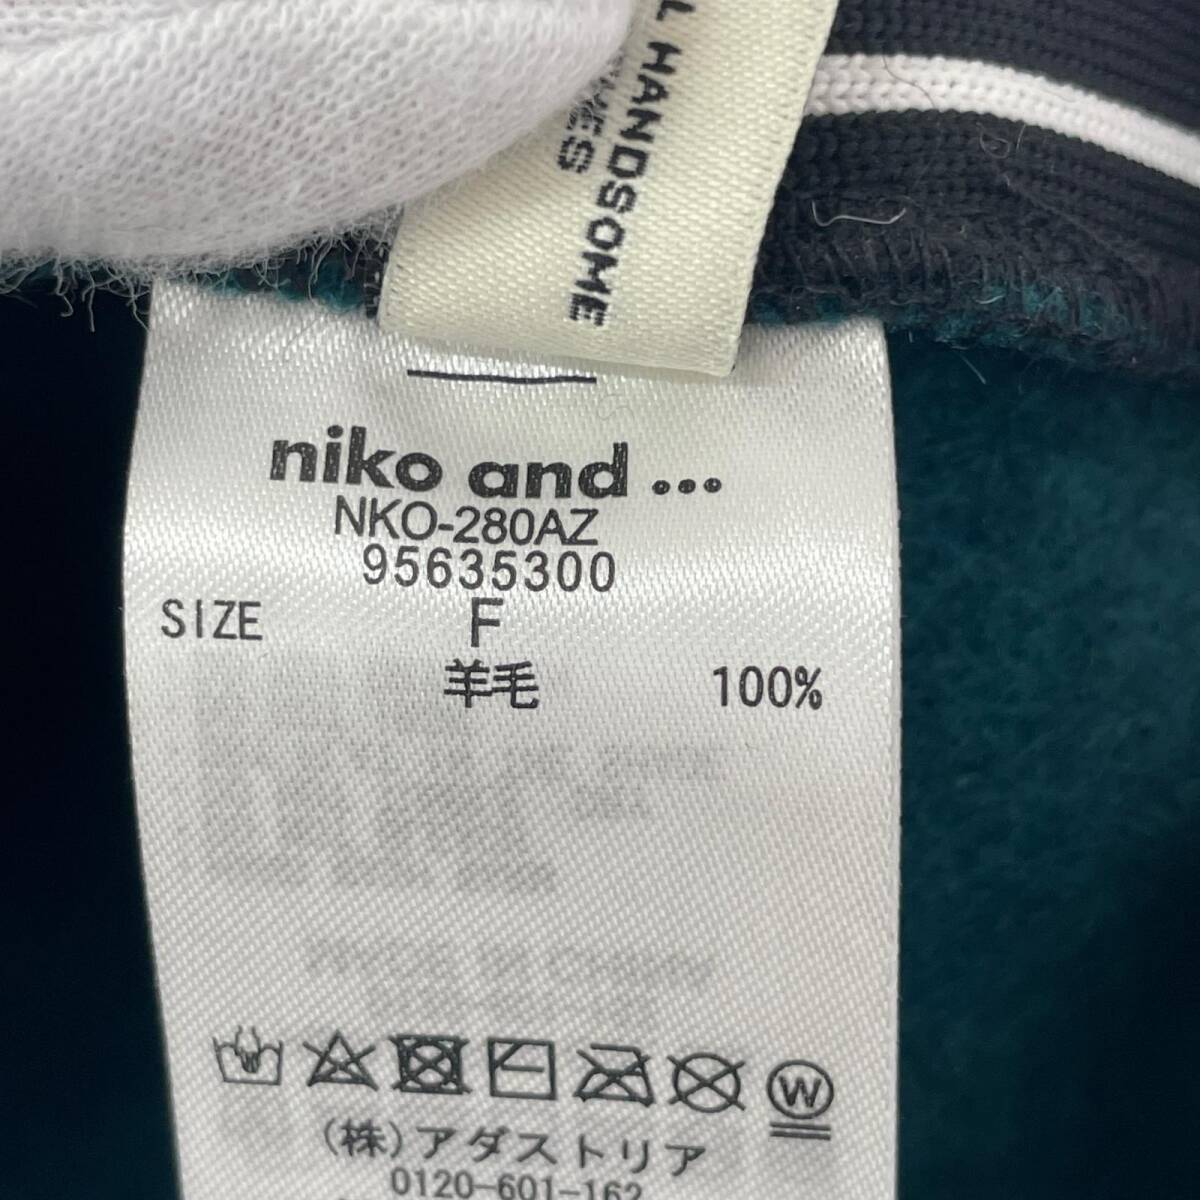 L HANDSOME
niko and ...
NKO-280AZ
95635300
SIZE F
羊毛 100%
W
(株)アダストリア
0120-601-162